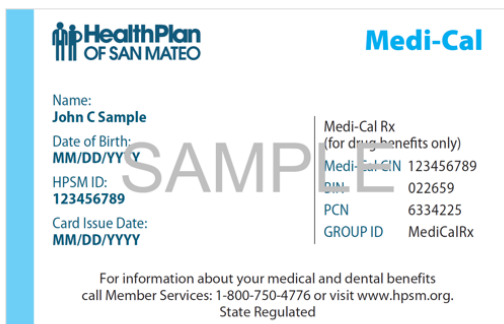 HealthPlan
OF SAN MATEO
Medi-Cal
Name:
John C Sample
Date of Birth:
MM/DD/YYYY
HPSM ID:
123456789
Card Issue Date:
MM/DD/YYYY
Medi-Cal Rx
(for drug benefits only)
Medi-Cal CIN 123456789
BIN 022659
PCN 6334225
GROUP ID MediCalRx
SAMPLE
For information about your medical and dental benefits
call Member Services: 1-800-750-4776 or visit www.hpsm.org.
State Regulated